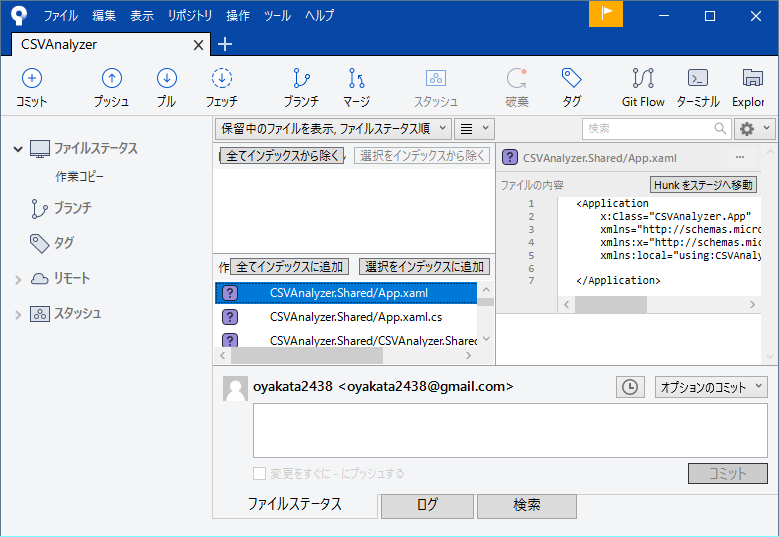 ファイル 編集 表示 リポジトリ 操作 ツール ヘルプ
CSVAnalyzer
コミット プッシュ プル フェッチ ブランチ マージ スタッシュ 破棄 タグ Git Flow ターミナル Explor
保留中のファイルを表示, ファイルステータス順
検索
ファイルステータス
作業コピー
ブランチ
タグ
リモート
スタッシュ
全てインデックスから除く 選択をインデックスから除く
作 全てインデックスに追加 選択をインデックスに追加
CSVAnalyzer.Shared/App.xaml
CSVAnalyzer.Shared/App.xaml.cs
CSVAnalyzer.Shared/CSVAnalyzer.Shared
CSVAnalyzer.Shared/App.xaml
ファイルの内容 Hunk をステージへ移動
1 <Application
2 x:Class="CSVAnalyzer.App"
3 xmlns="http://schemas.micro
4 xmlns:x="http://schemas.mic
5 xmlns:local="using:CSVAnaly
6
7 </Application>
oyakata2438 <oyakata2438@gmail.com>
オプションのコミット
変更をすぐに - にプッシュする
コミット
ファイルステータス ログ 検索